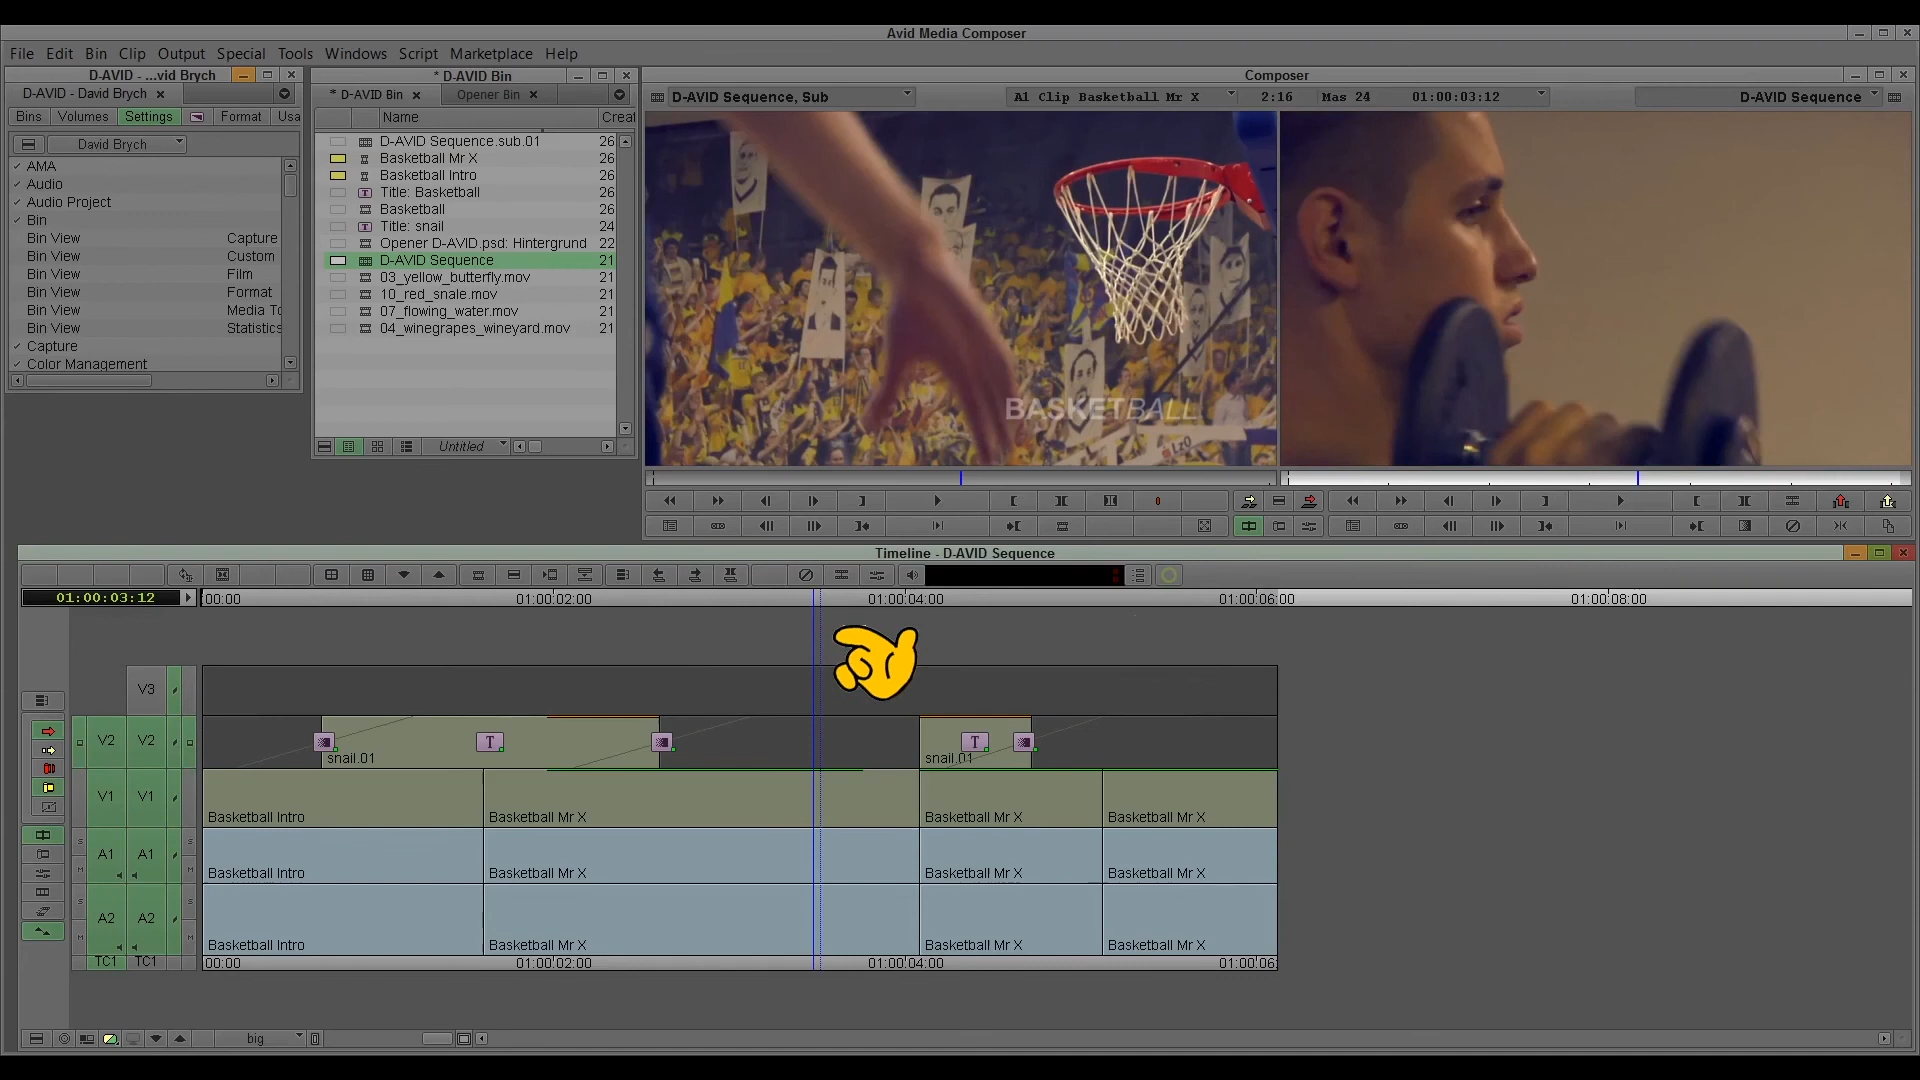 Avid Media Composer
File Edit Bin Clip Output Special Tools Windows Script Marketplace Help
D-AVID - ...vid Brych
D-AVID - David Brych
Bins Volumes Settings Format Usa
David Brych
AMA
Audio
Audio Project
Bin
Bin View Capture
Bin View Custom
Bin View Film
Bin View Format
Bin View Media To
Bin View Statistics
Capture
Color Management
* D-AVID Bin
* D-AVID Bin Opener Bin
Name Creat
D-AVID Sequence.sub.01 26
Basketball Mr X 26
Basketball Intro 26
Title: Basketball 26
Basketball 26
Title: snail 24
Opener D-AVID.psd: Hintergrund 22
D-AVID Sequence 21
03_yellow_butterfly.mov 21
10_red_snale.mov 21
07_flowing_water.mov 21
04_winegrapes_wineyard.mov 21
Untitled
Composer
D-AVID Sequence, Sub A1 Clip Basketball Mr X 2:16 Mas 24 01:00:03:12 D-AVID Sequence
BASKETBALL
Timeline - D-AVID Sequence
01:00:03:12 00:00 01:00:02:00 01:00:04:00 01:00:06:00 01:00:08:00
V3
V2 V2 T T
snail.01 snail.01
V1 V1
Basketball Intro Basketball Mr X Basketball Mr X Basketball Mr X
S S
A1 A1
M M
Basketball Intro Basketball Mr X Basketball Mr X Basketball Mr X
S S
A2 A2
M M
Basketball Intro Basketball Mr X Basketball Mr X Basketball Mr X
TC1 TC1 00:00 01:00:02:00 01:00:04:00 01:00:06:
big